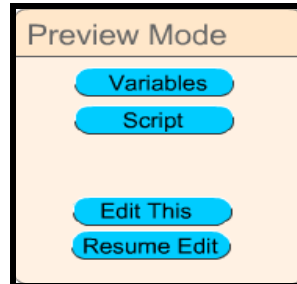 Preview Mode
Variables
Script
Edit This
Resume Edit